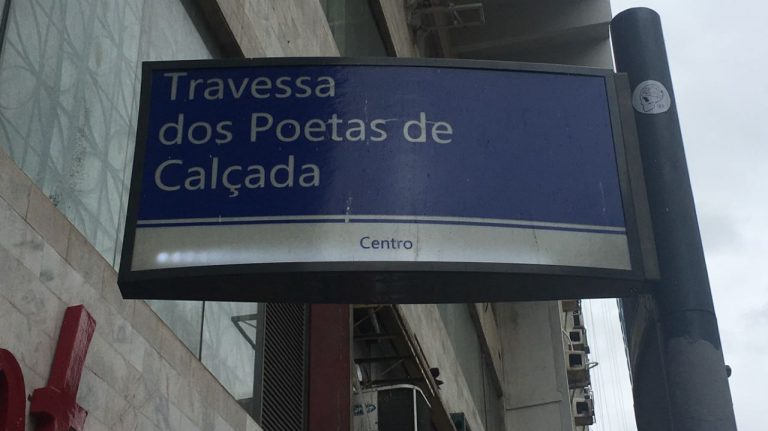 Travessa
dos Poetas de
Calçada
Centro